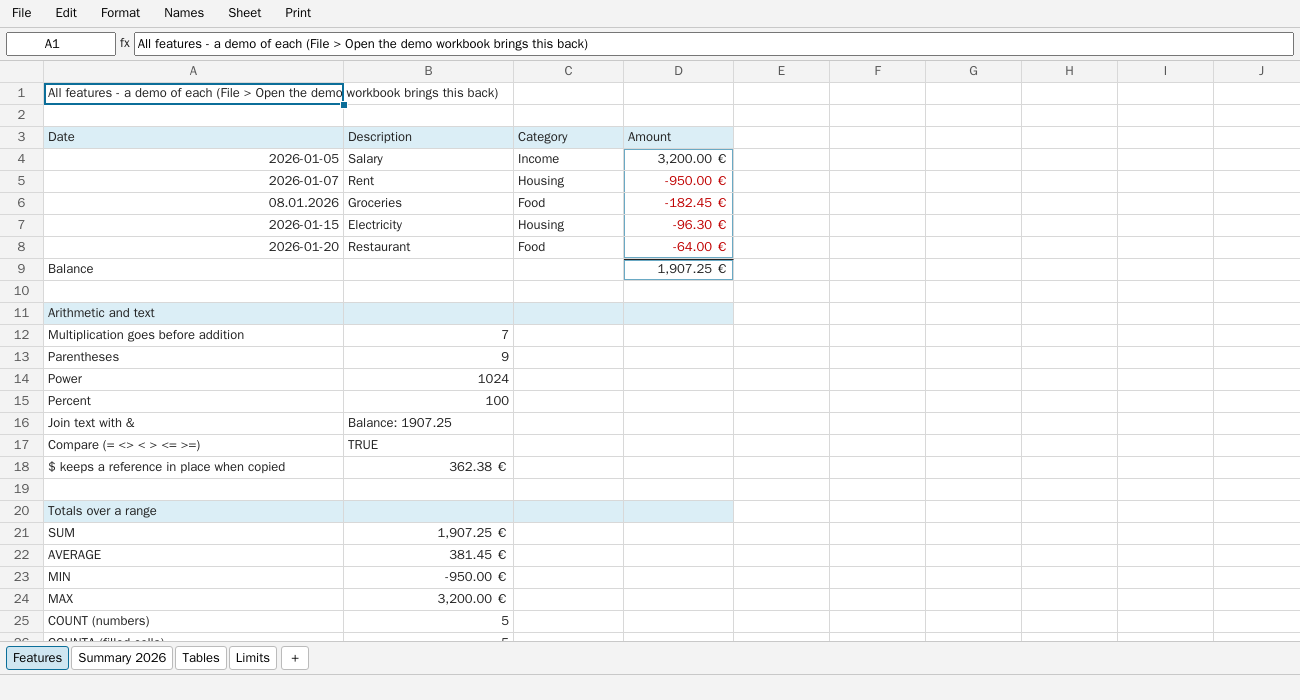 File Edit Format Names Sheet Print
A1 fx All features - a demo of each (File > Open the demo workbook brings this back)
A B C D E F G H I J
1 All features - a demo of each (File > Open the demo workbook brings this back)
2
3 Date Description Category Amount
4 2026-01-05 Salary Income 3,200.00 €
5 2026-01-07 Rent Housing -950.00 €
6 08.01.2026 Groceries Food -182.45 €
7 2026-01-15 Electricity Housing -96.30 €
8 2026-01-20 Restaurant Food -64.00 €
9 Balance 1,907.25 €
10
11 Arithmetic and text
12 Multiplication goes before addition 7
13 Parentheses 9
14 Power 1024
15 Percent 100
16 Join text with & Balance: 1907.25
17 Compare (= <> < > <= >=) TRUE
18 $ keeps a reference in place when copied 362.38 €
19
20 Totals over a range
21 SUM 1,907.25 €
22 AVERAGE 381.45 €
23 MIN -950.00 €
24 MAX 3,200.00 €
25 COUNT (numbers) 5
26 COUNTA (filled cells) 5
Features Summary 2026 Tables Limits +